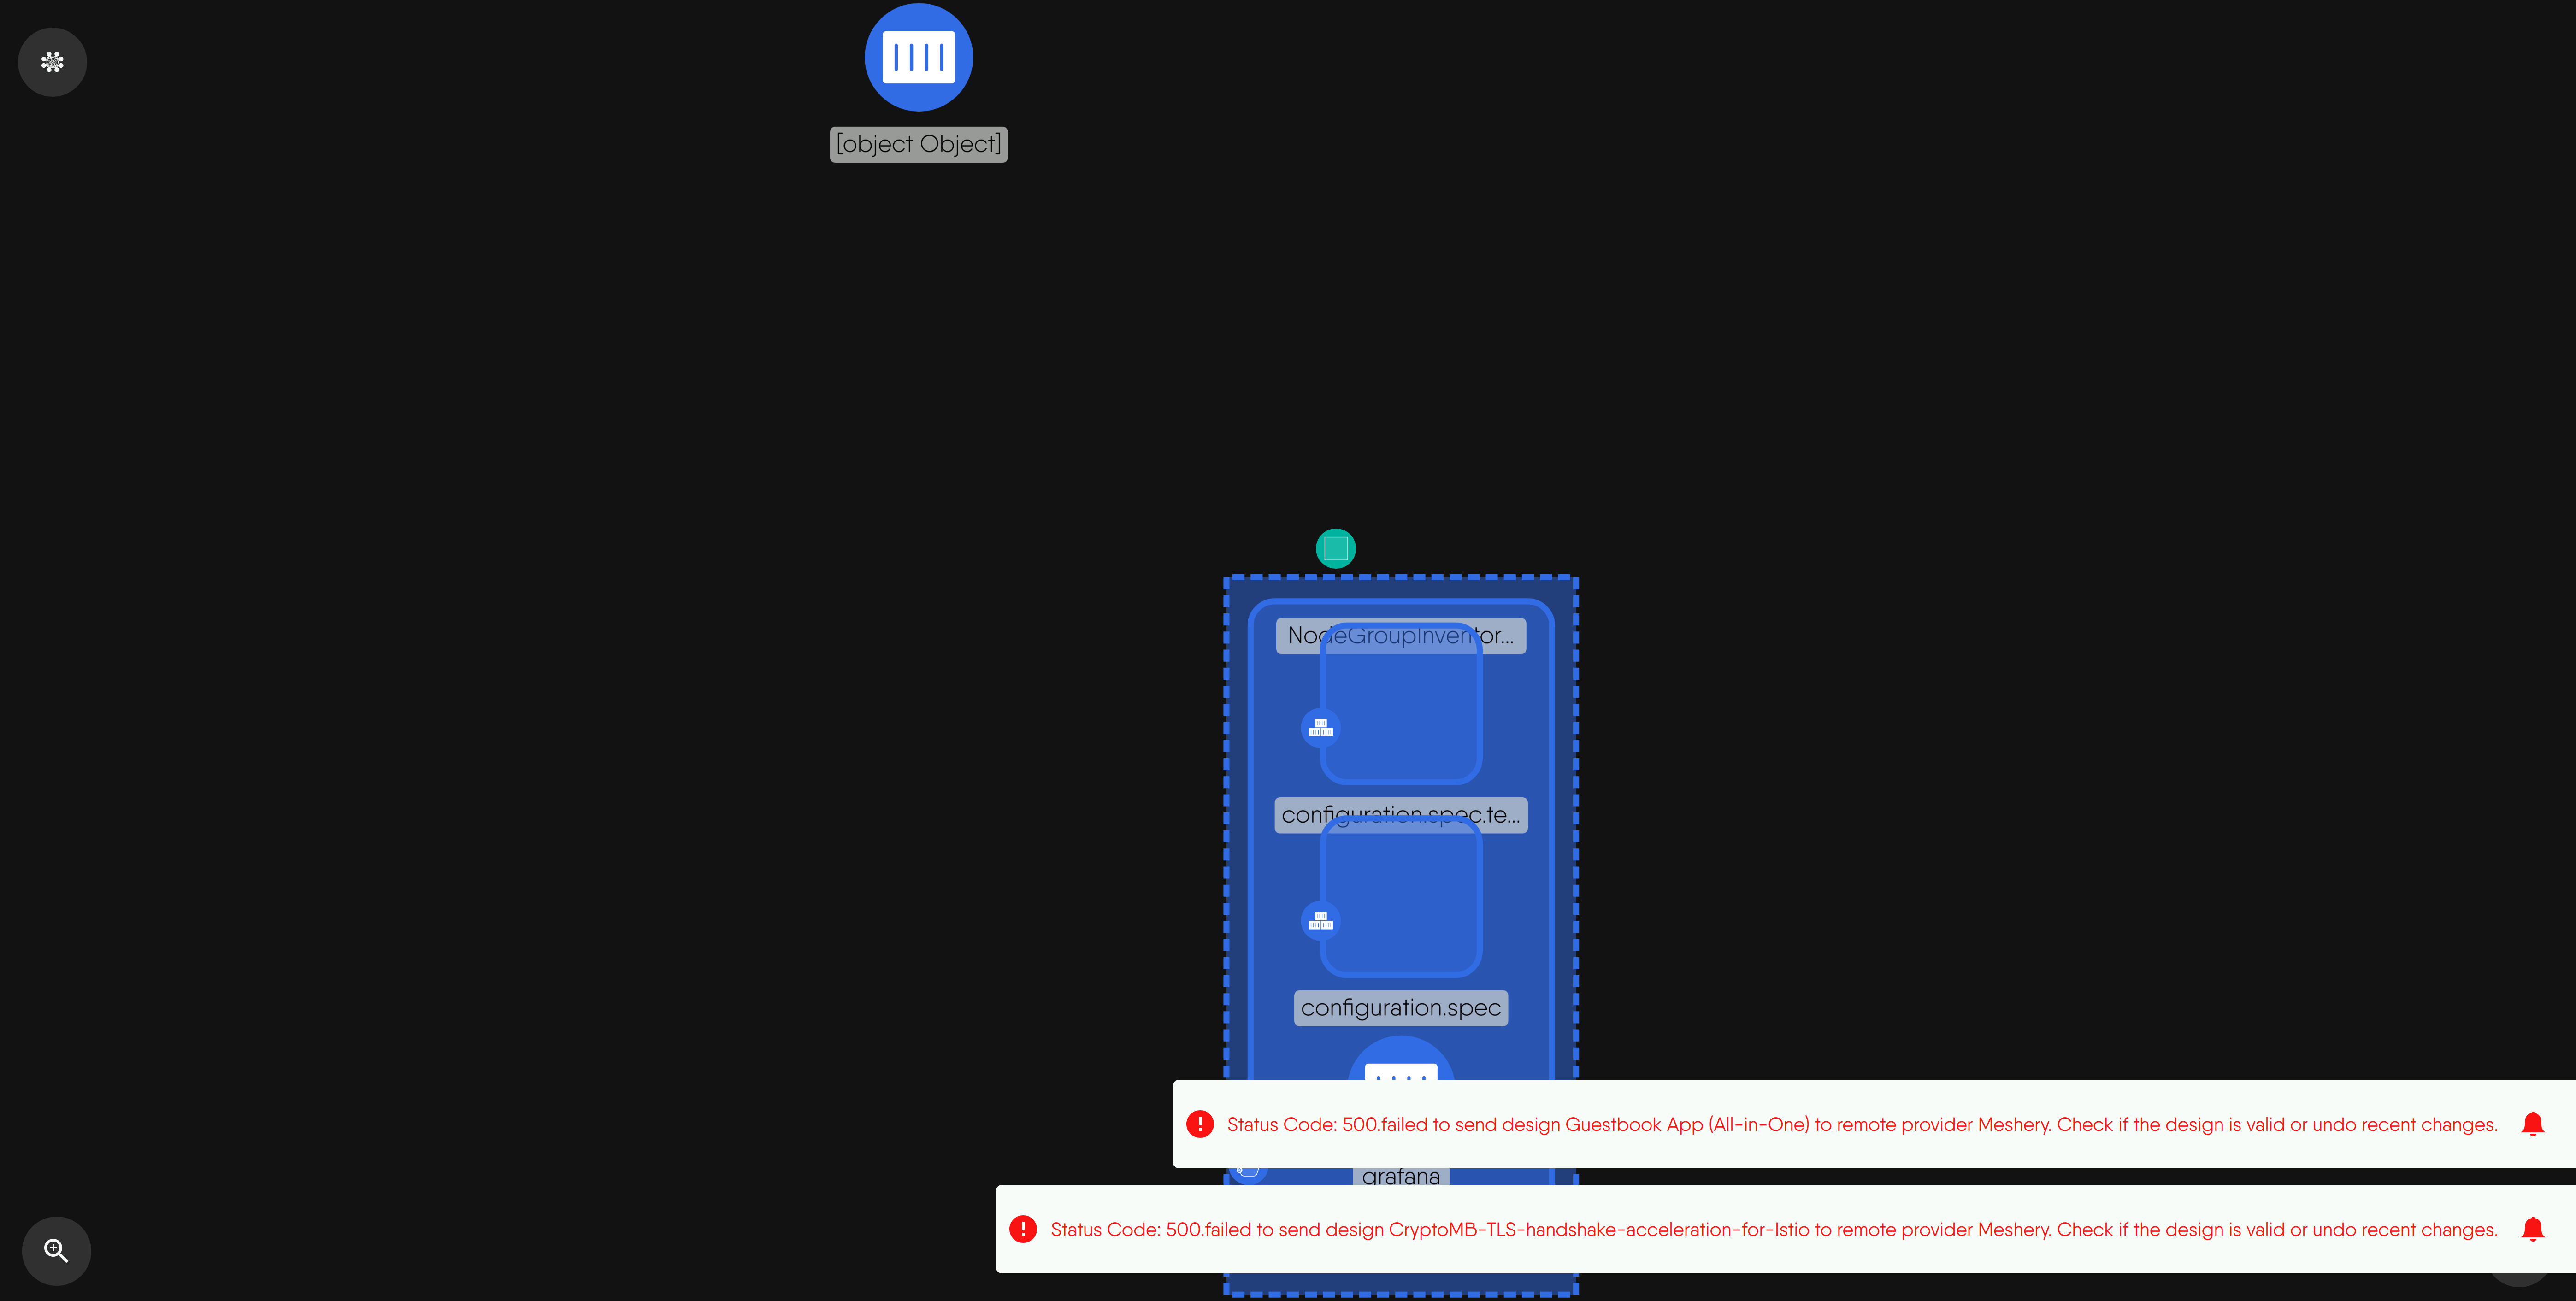 [object Object]
NodeGroupInventor...
configuration.spec.te...
configuration.spec
Status Code: 500.failed to send design Guestbook App (All-in-One) to remote provider Meshery. Check if the design is valid or undo recent changes.
grafana
Status Code: 500.failed to send design CryptoMB-TLS-handshake-acceleration-for-Istio to remote provider Meshery. Check if the design is valid or undo recent changes.